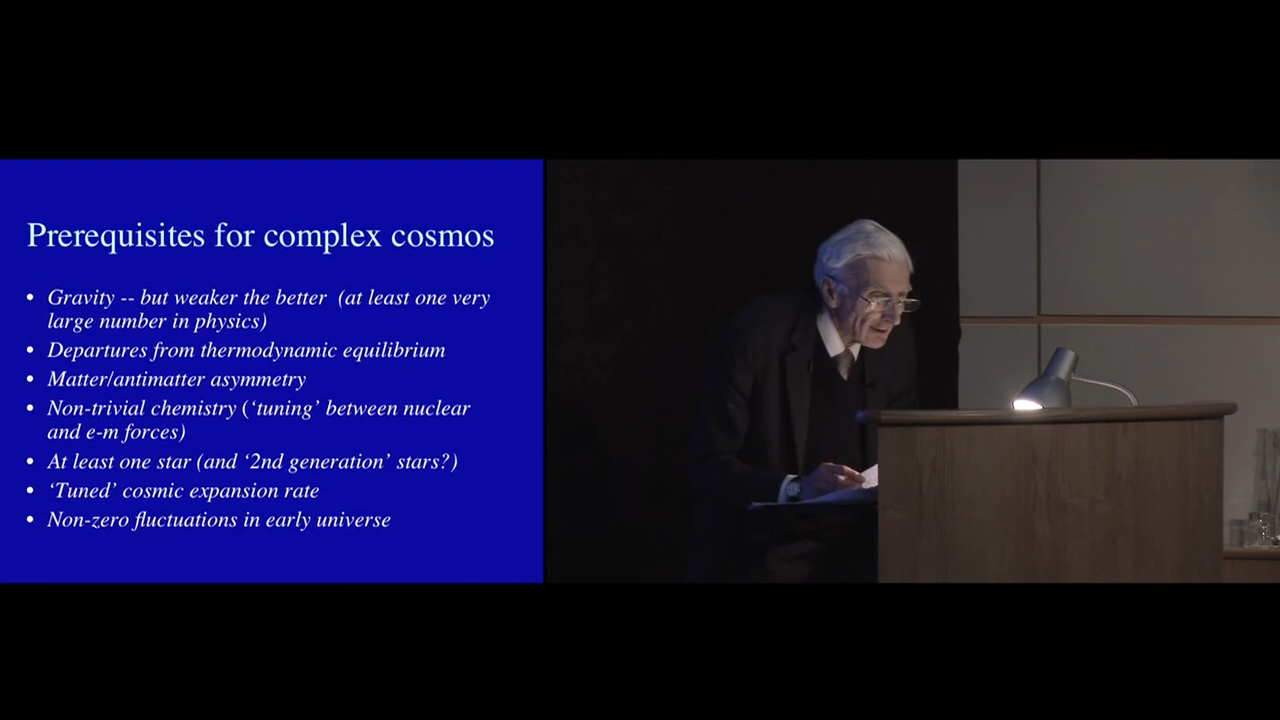 Prerequisites for complex cosmos
• Gravity -- but weaker the better (at least one very
large number in physics)
• Departures from thermodynamic equilibrium
• Matter/antimatter asymmetry
• Non-trivial chemistry (‘tuning’ between nuclear
and e-m forces)
• At least one star (and ‘2nd generation’ stars?)
• ‘Tuned’ cosmic expansion rate
• Non-zero fluctuations in early universe